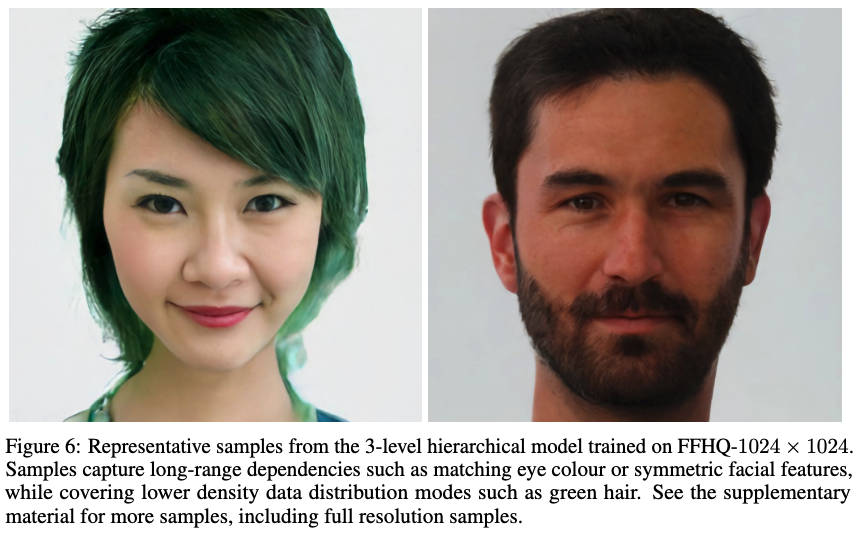 Figure 6: Representative samples from the 3-level hierarchical model trained on FFHQ-1024 × 1024.
Samples capture long-range dependencies such as matching eye colour or symmetric facial features,
while covering lower density data distribution modes such as green hair. See the supplementary
material for more samples, including full resolution samples.